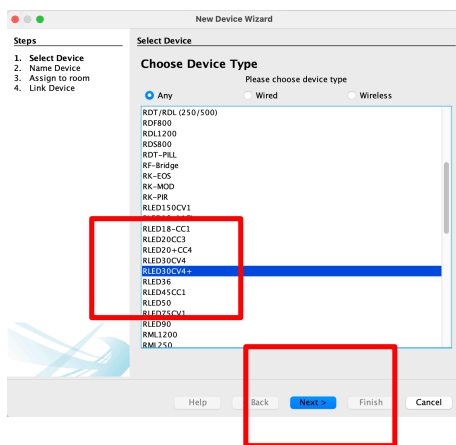 New Device Wizard
Steps
1. Select Device
2. Name Device
3. Assign to room
4. Link Device
Select Device
Choose Device Type
Please choose device type
Any
Wired
Wireless
RDT/RDL (250/500)
RDF800
RDL1200
RDS800
RDT-PILL
RF-Bridge
RK-EOS
RK-MOD
RK-PIR
RLED150CV1
RLED18-CC1
RLED20CC3
RLED20+CC4
RLED30CV4
RLED30CV4+
RLED36
RLED45CC1
RLED50
RLED75CV1
RLED90
RML1200
RML250
Help
Back
Next >
Finish
Cancel